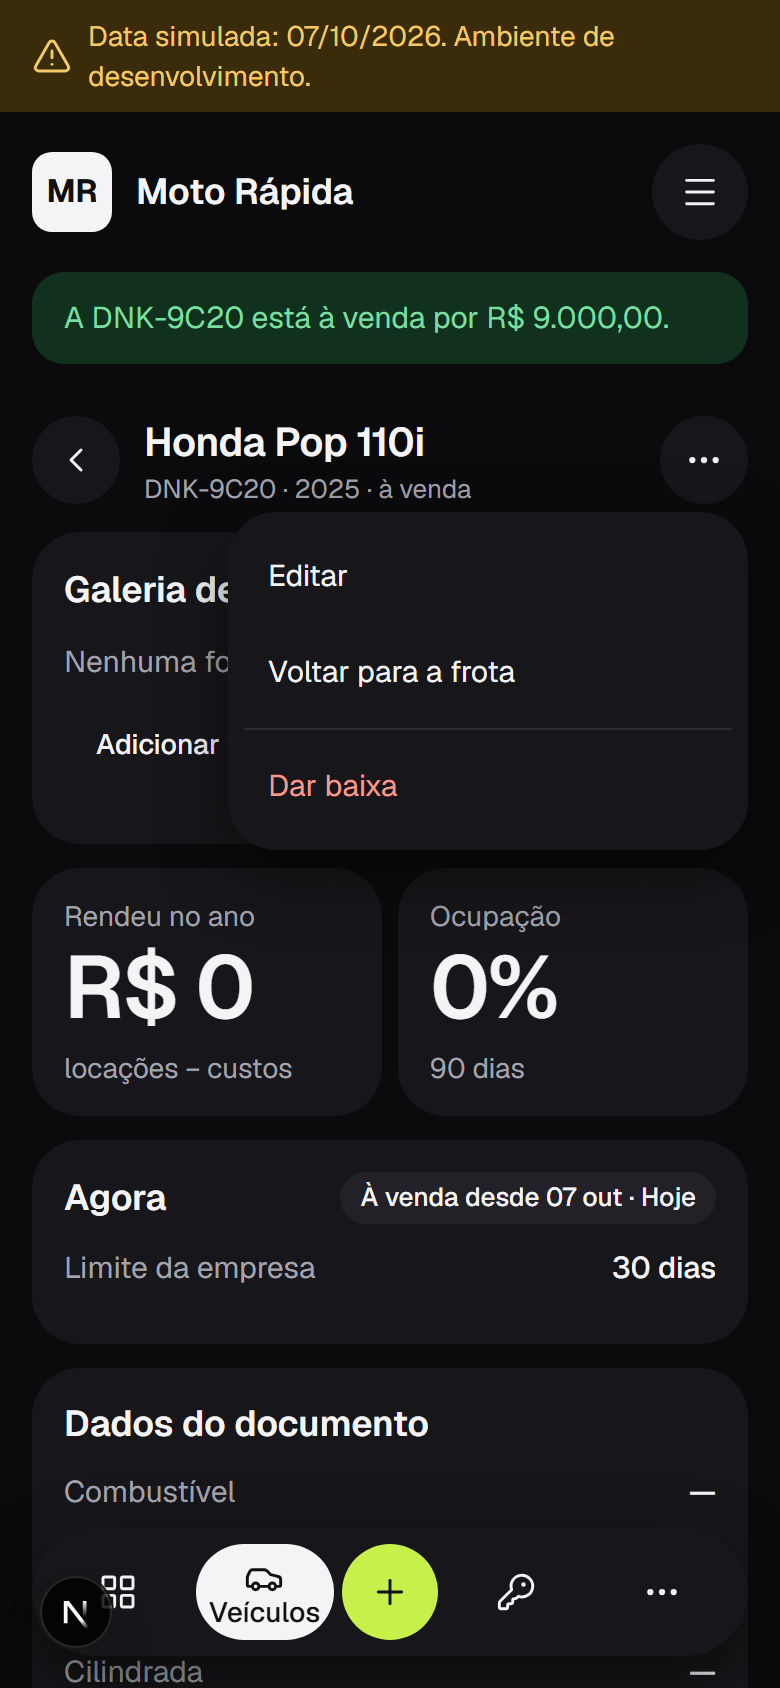 Data simulada: 07/10/2026. Ambiente de
desenvolvimento.
MR
Moto Rápida
A DNK-9C20 está à venda por R$ 9.000,00.
Honda Pop 110i
DNK-9C20 · 2025 · à venda
Editar
Galeria de
Nenhuma fo
Voltar para a frota
Adicionar
Dar baixa
Rendeu no ano
R$ 0
locações – custos
Ocupação
0%
90 dias
Agora
À venda desde 07 out · Hoje
Limite da empresa
30 dias
Dados do documento
Combustível
—
N
Veículos
Cilindrada
—